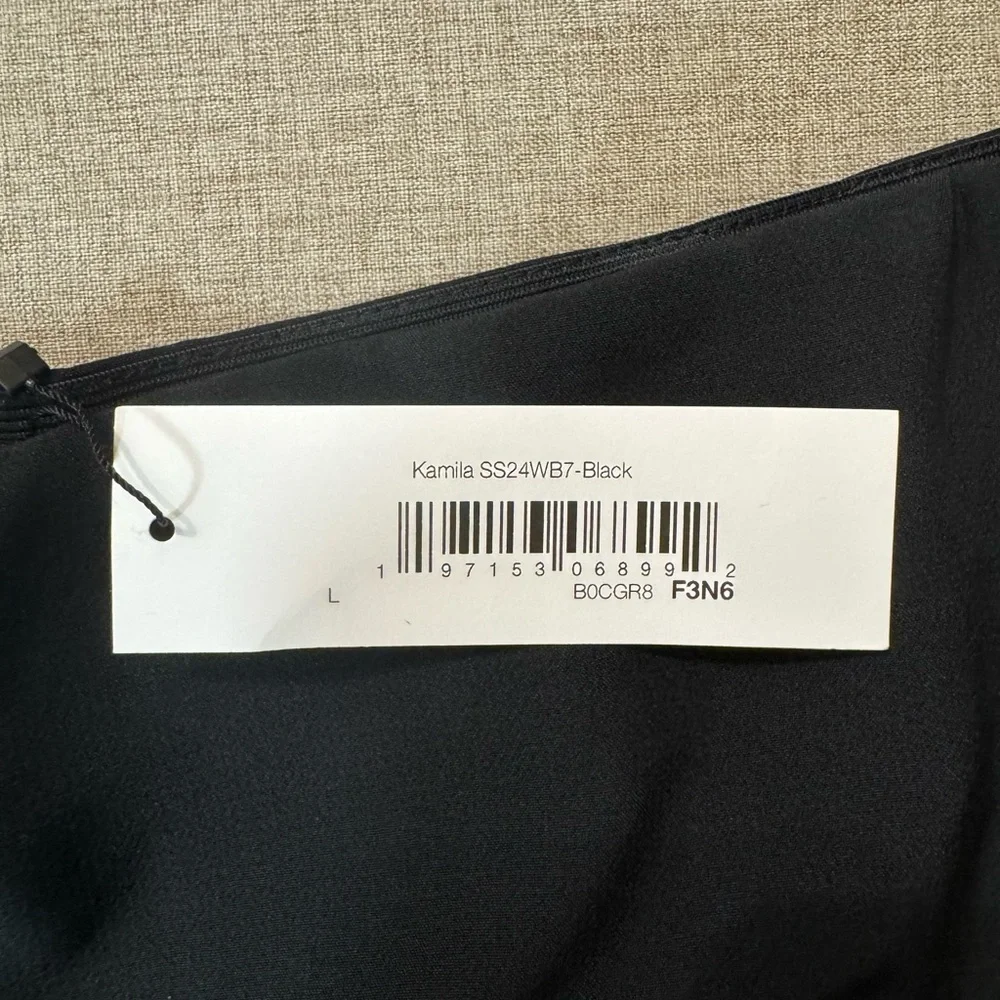 Kamila SS24WB7-Black
1 97153 06899 2
L B0CGR8 F3N6